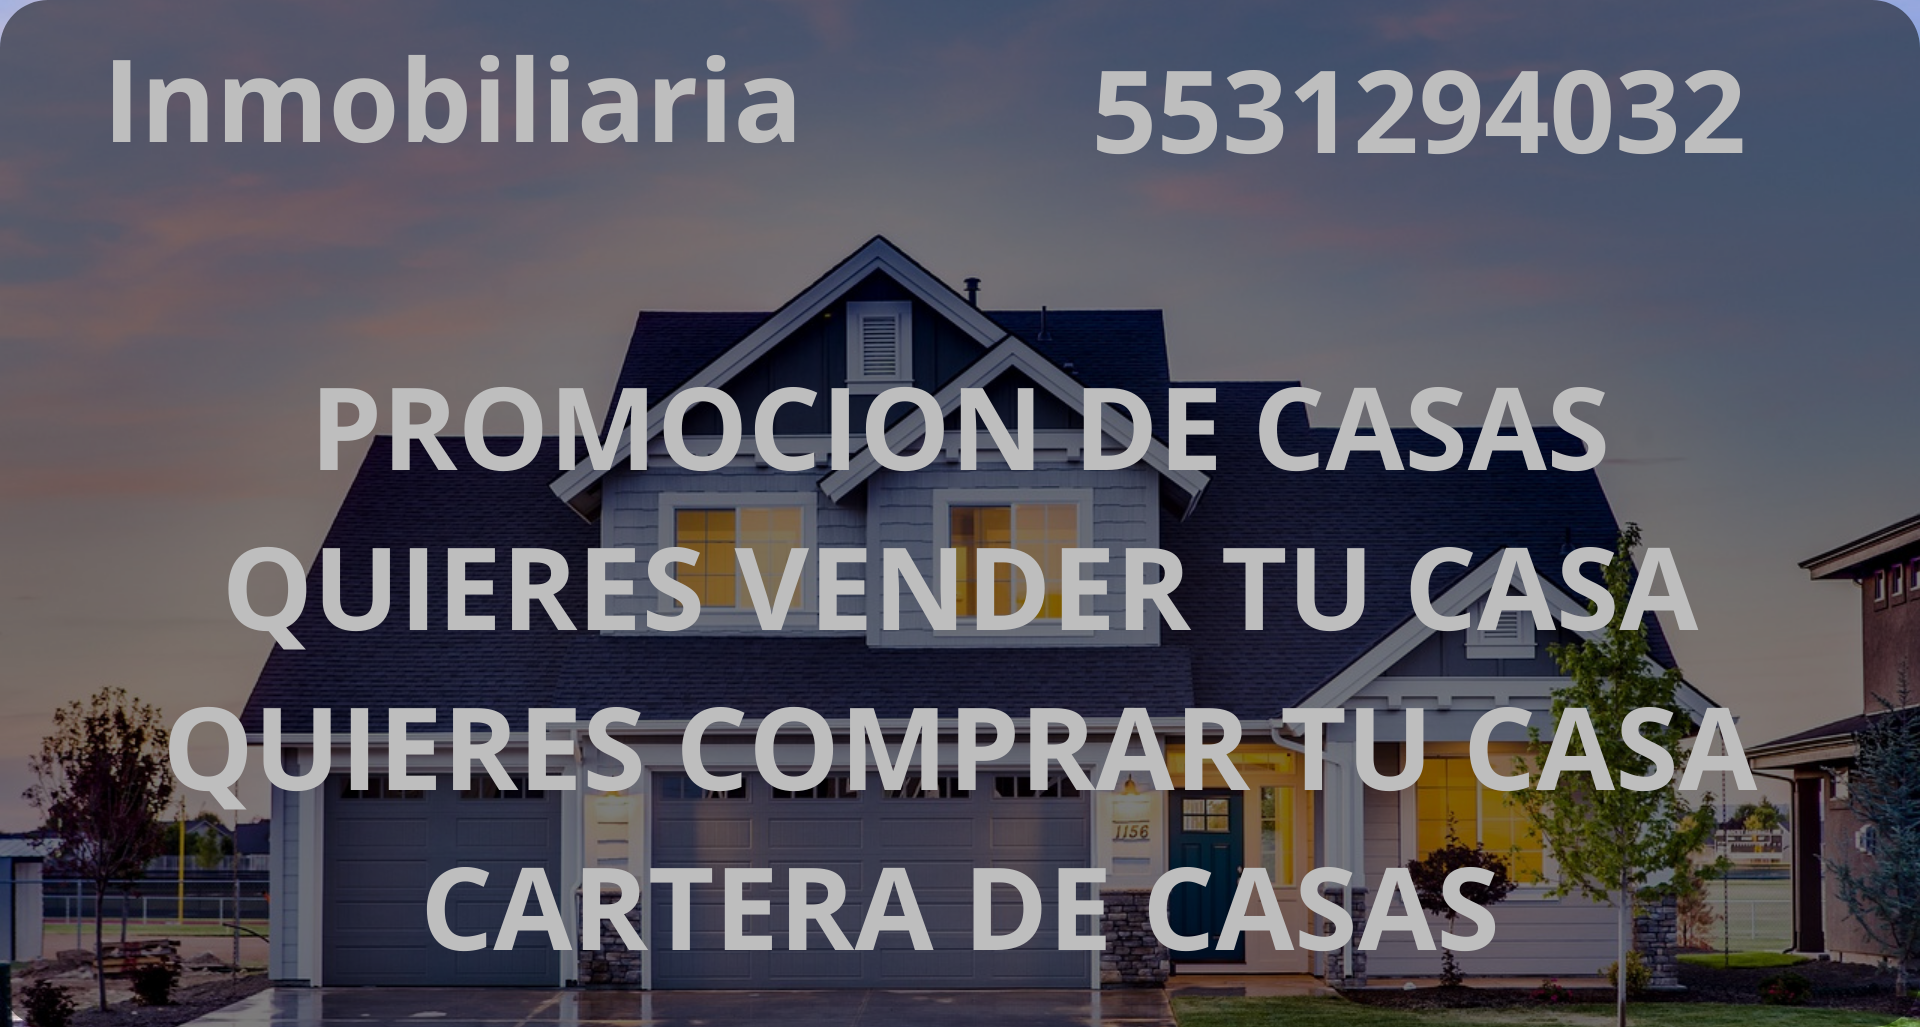 Inmobiliaria
5531294032
PROMOCION DE CASAS
QUIERES VENDER TU CASA
QUIERES COMPRAR TU CASA
1156
CARTERA DE CASAS